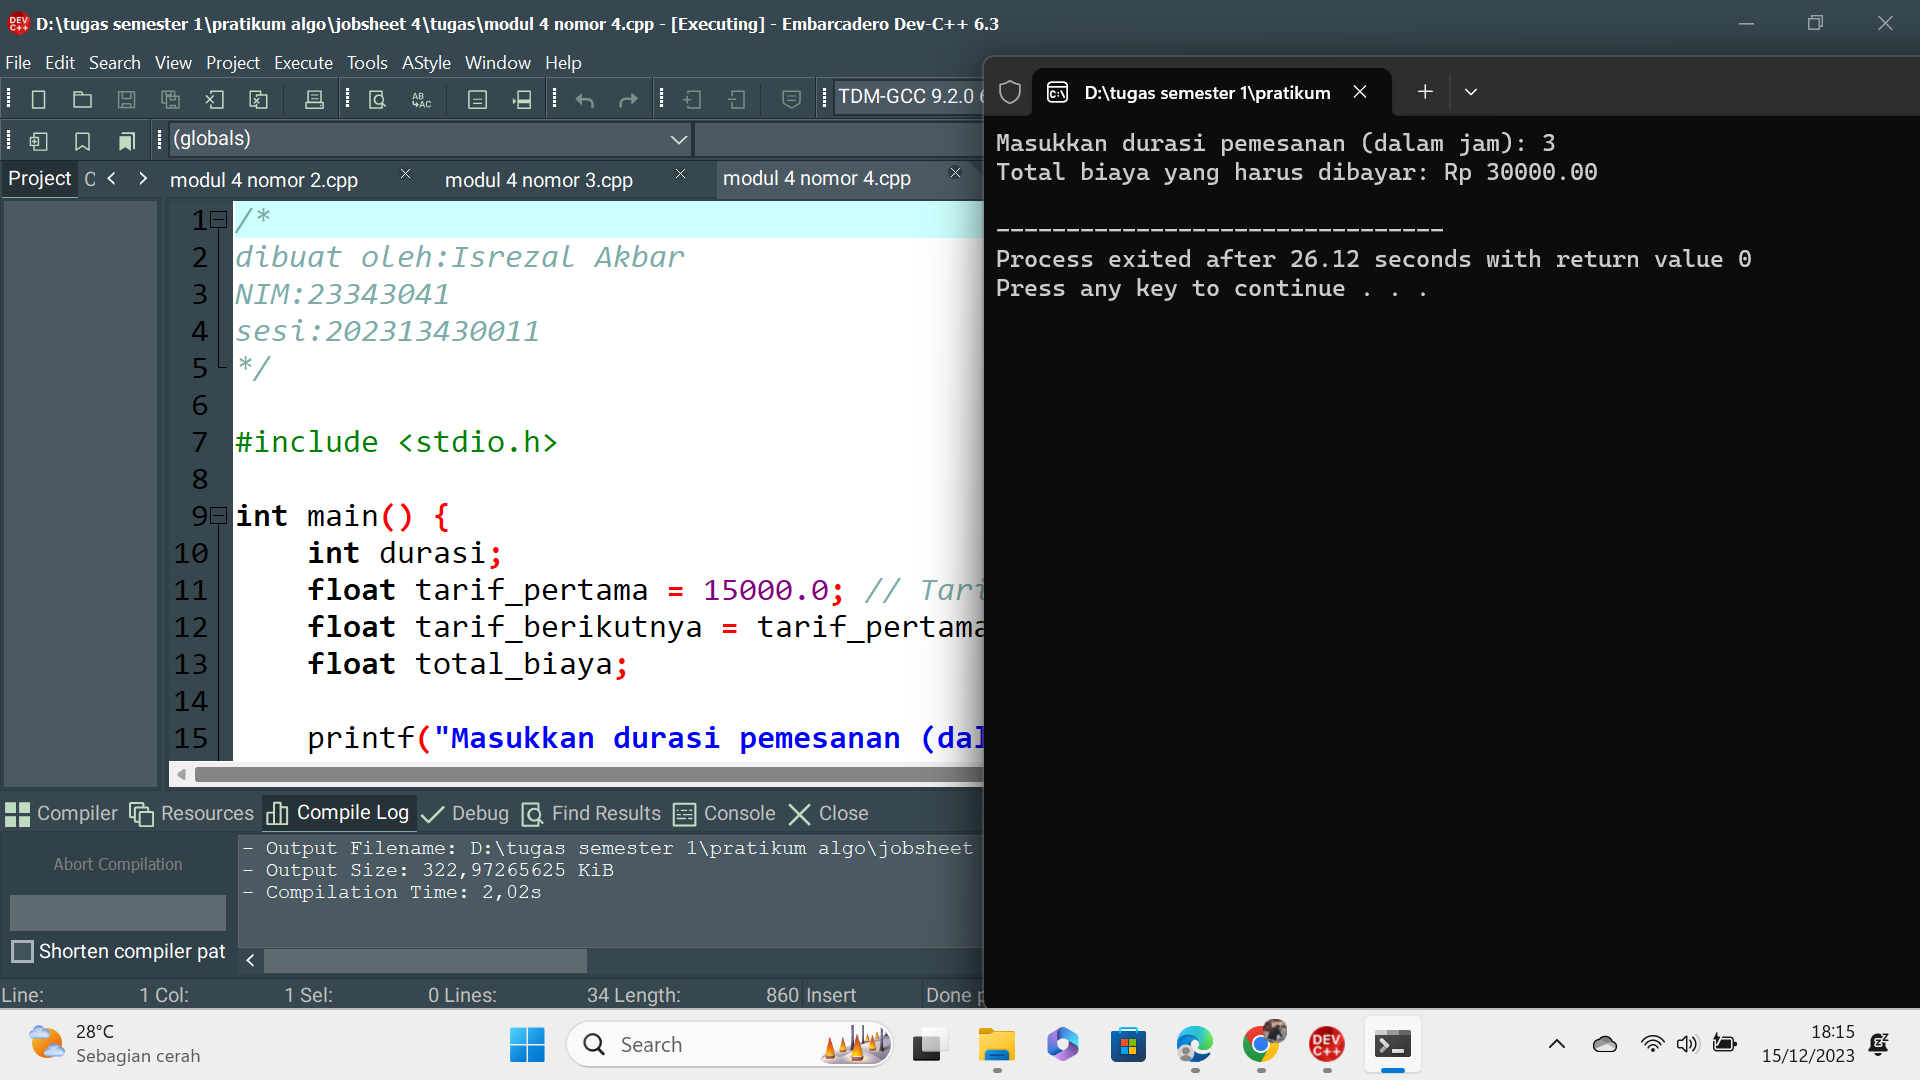 D:\tugas semester 1\pratikum algo\jobsheet 4\tugas\modul 4 nomor 4.cpp - [Executing] - Embarcadero Dev-C++ 6.3
File Edit Search View Project Execute Tools AStyle Window Help
TDM-GCC 9.2.0 6
(globals)
Project
modul 4 nomor 2.cpp
modul 4 nomor 3.cpp
modul 4 nomor 4.cpp
1 /*
2 dibuat oleh:Isrezal Akbar
3 NIM:23343041
4 sesi:202313430011
5 */
6
7 #include <stdio.h>
8
9 int main() {
10 int durasi;
11 float tarif_pertama = 15000.0; // Tari
12 float tarif_berikutnya = tarif_pertama
13 float total_biaya;
14
15 printf("Masukkan durasi pemesanan (dal
Compiler Resources Compile Log Debug Find Results Console Close
Abort Compilation
Shorten compiler pat
- Output Filename: D:\tugas semester 1\pratikum algo\jobsheet
- Output Size: 322,97265625 KiB
- Compilation Time: 2,02s
Line: 1 Col: 1 Sel: 0 Lines: 34 Length: 860 Insert Done p
D:\tugas semester 1\pratikum
Masukkan durasi pemesanan (dalam jam): 3
Total biaya yang harus dibayar: Rp 30000.00
--------------------------------
Process exited after 26.12 seconds with return value 0
Press any key to continue . . .
28°C
Sebagian cerah
Search
DEV C++
18:15
15/12/2023